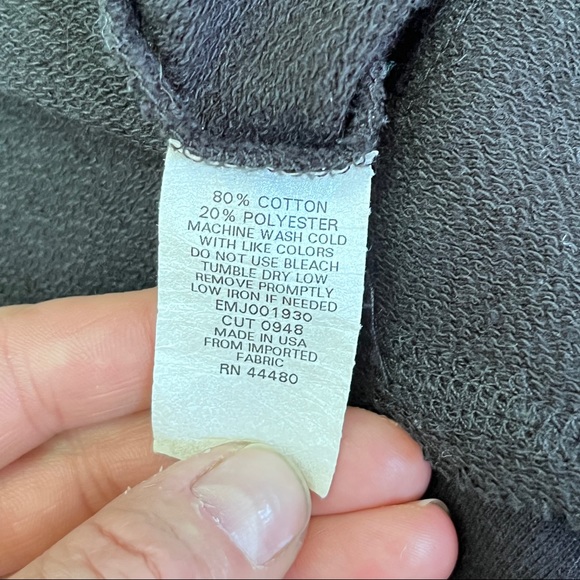 80% COTTON
20% POLYESTER
MACHINE WASH COLD
WITH LIKE COLORS
DO NOT USE BLEACH
TUMBLE DRY LOW
REMOVE PROMPTLY
LOW IRON IF NEEDED
EMJ001930
CUT 0948
MADE IN USA
FROM IMPORTED
FABRIC
RN 44480